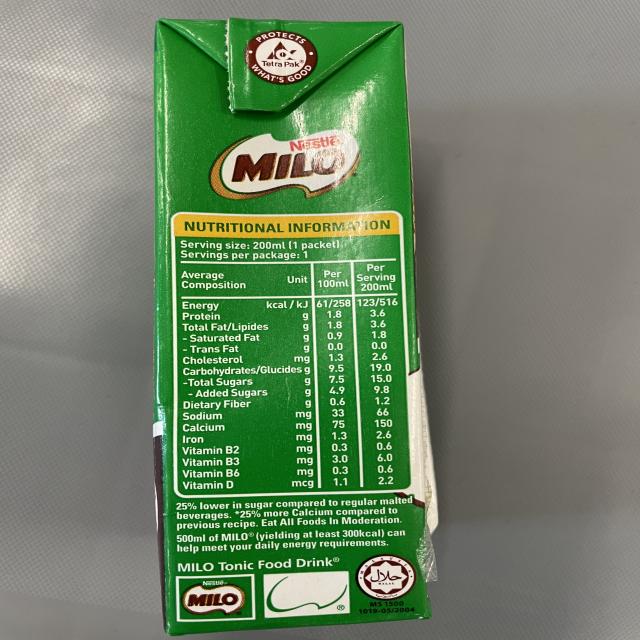 PROTECTS
Tetra Pak®
WHAT'S GOOD
Nestlé
MILO
NUTRITIONAL INFORMATION
Serving size: 200ml (1 packet)
Servings per package: 1
Average Composition Unit Per 100ml Per Serving 200ml
Energy kcal / kJ 61/258 123/516
Protein g 1.8 3.6
Total Fat/Lipides g 1.8 3.6
- Saturated Fat g 0.9 1.8
- Trans Fat g 0.0 0.0
Cholesterol mg 1.3 2.6
Carbohydrates/Glucides g 9.5 19.0
-Total Sugars g 7.5 15.0
- Added Sugars g 4.9 9.8
Dietary Fiber g 0.6 1.2
Sodium mg 33 66
Calcium mg 75 150
Iron mg 1.3 2.6
Vitamin B2 mg 0.3 0.6
Vitamin B3 mg 3.0 6.0
Vitamin B6 mg 0.3 0.6
Vitamin D mcg 1.1 2.2
25% lower in sugar compared to regular malted
beverages. *25% more Calcium compared to
previous recipe. Eat All Foods In Moderation.
500ml of MILO® (yielding at least 300kcal) can
help meet your daily energy requirements.
MILO Tonic Food Drink®
Nestlé
MILO
®
حلال
MS 1500
1019-05/2004